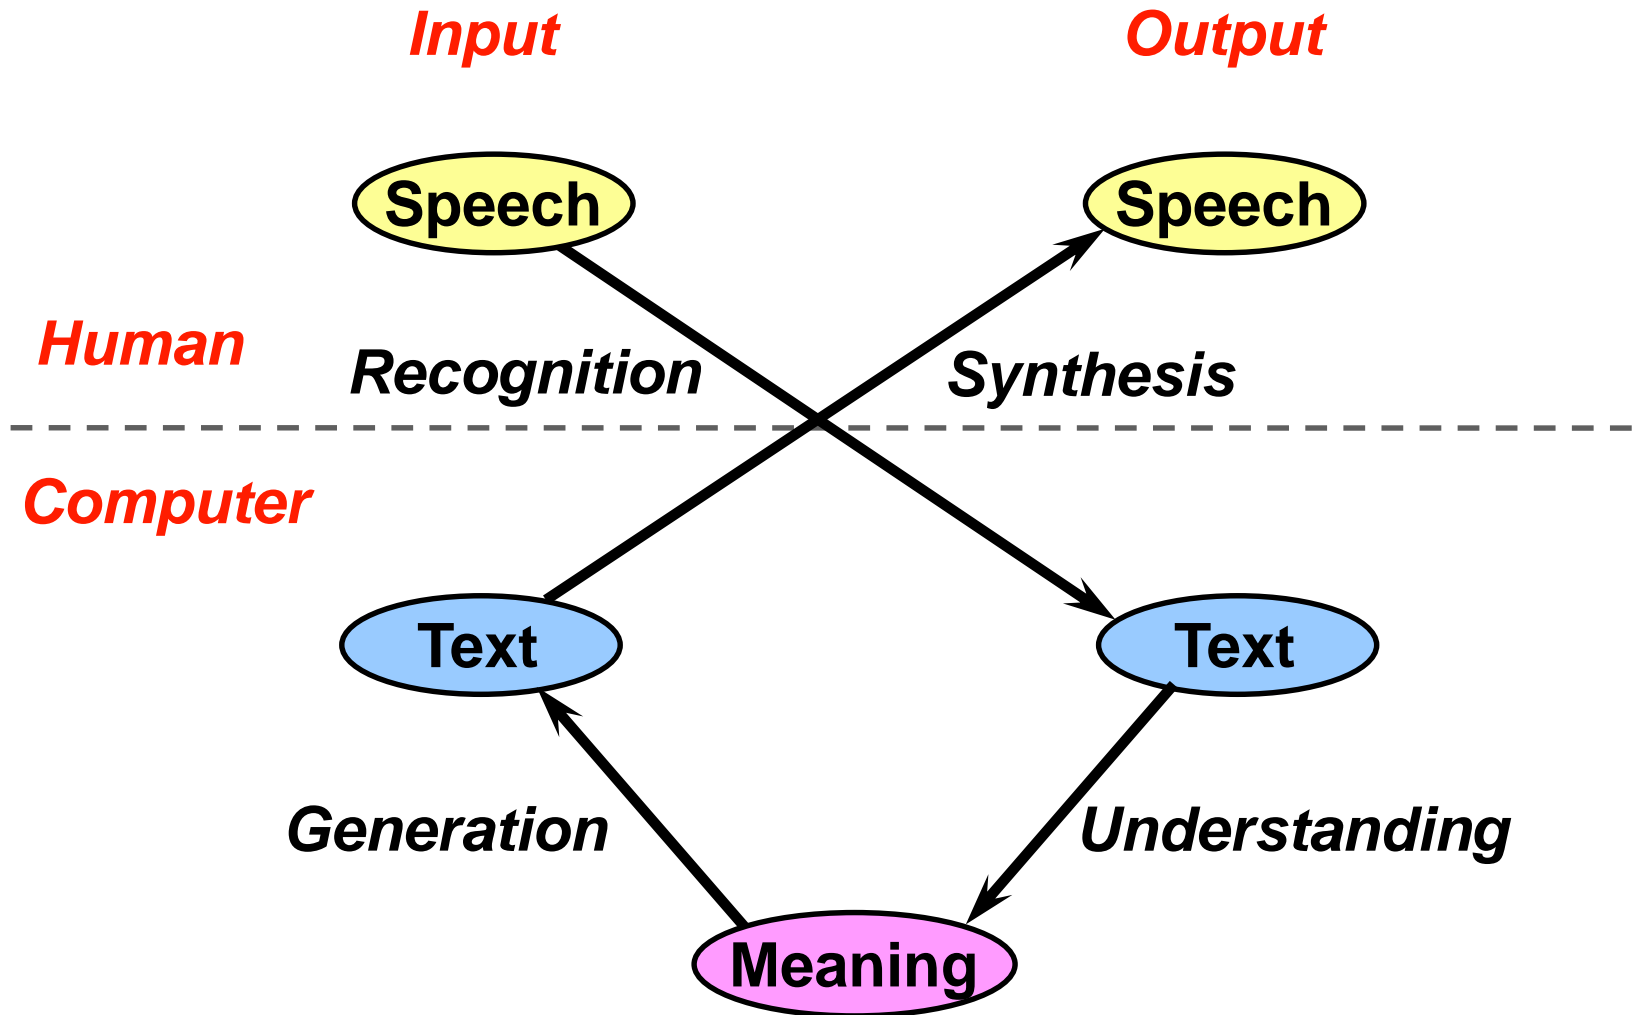 Input
Output
Speech
Speech
Human
Recognition
Synthesis
Computer
Text
Text
Generation
Understanding
Meaning